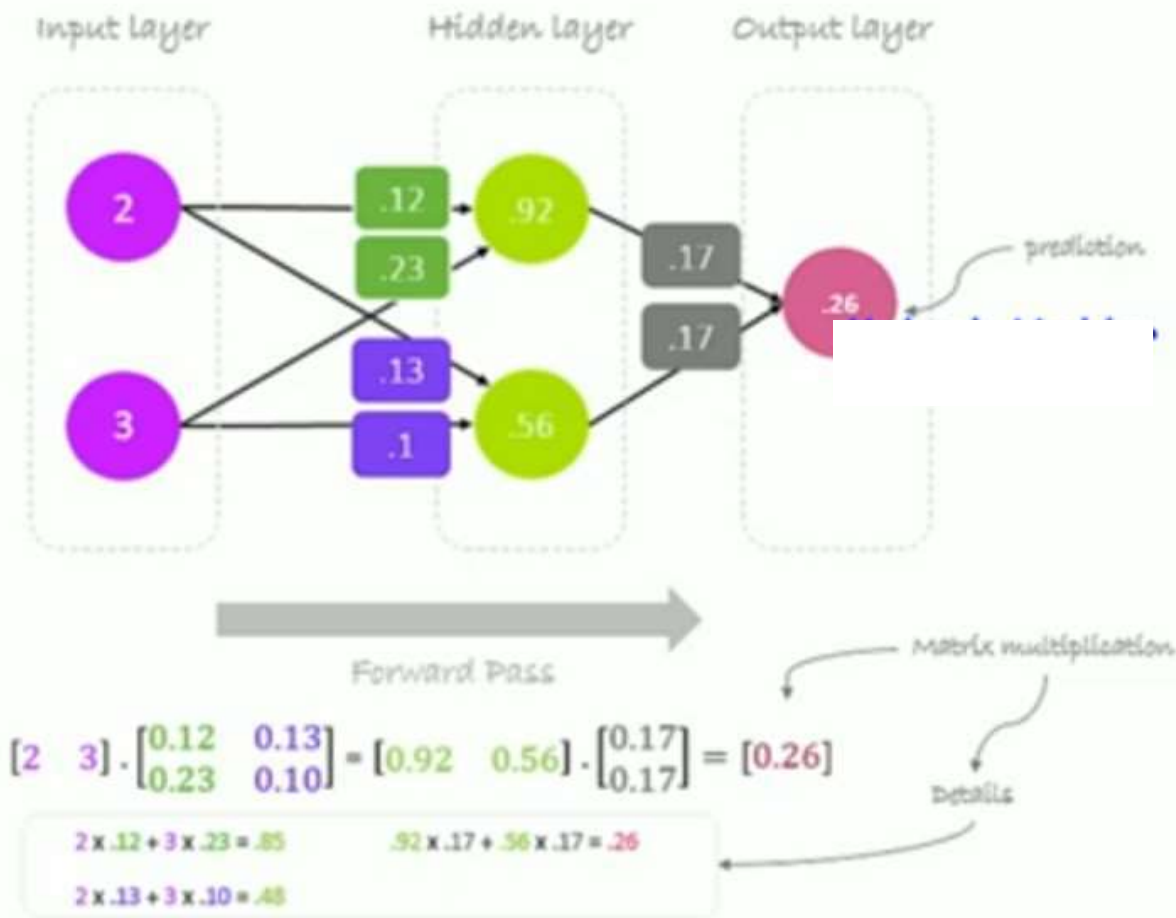 Input layer Hidden layer Output layer
2 .12 .92
.23 .17 prediction
.26
.17
.13
3 .56
.1
Forward Pass
Matrix multiplication
[2 3] . [0.12 0.13 0.23 0.10] = [0.92 0.56] . [0.17 0.17] = [0.26]
Details
2 x .12 + 3 x .23 = .85 .92 x .17 + .56 x .17 = .26
2 x .13 + 3 x .10 = .48